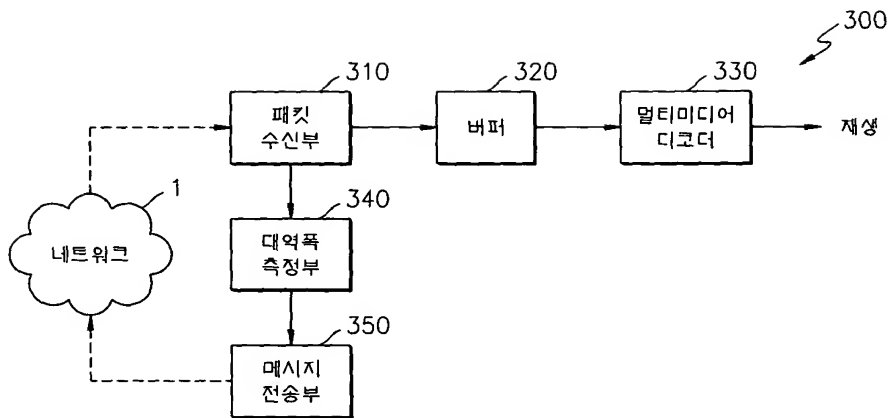 300
310
320
330
패킷
수신부
버퍼
멀티미디어
디코더
재생
1
340
네트워크
대역폭
측정부
350
메시지
전송부